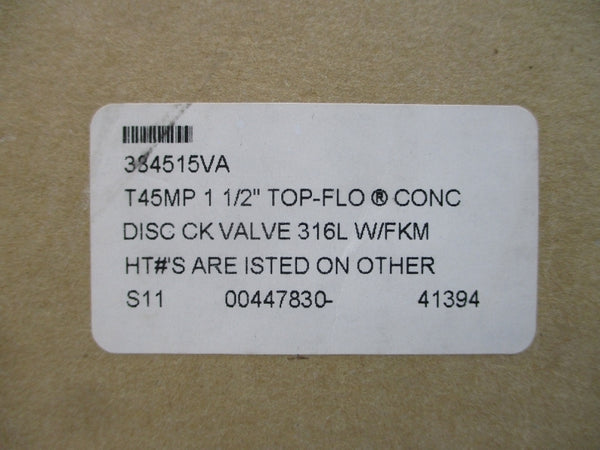 384515VA
T45MP 1 1/2" TOP-FLO ® CONC
DISC CK VALVE 316L W/FKM
HT#'S ARE ISTED ON OTHER
S11 00447830- 41394